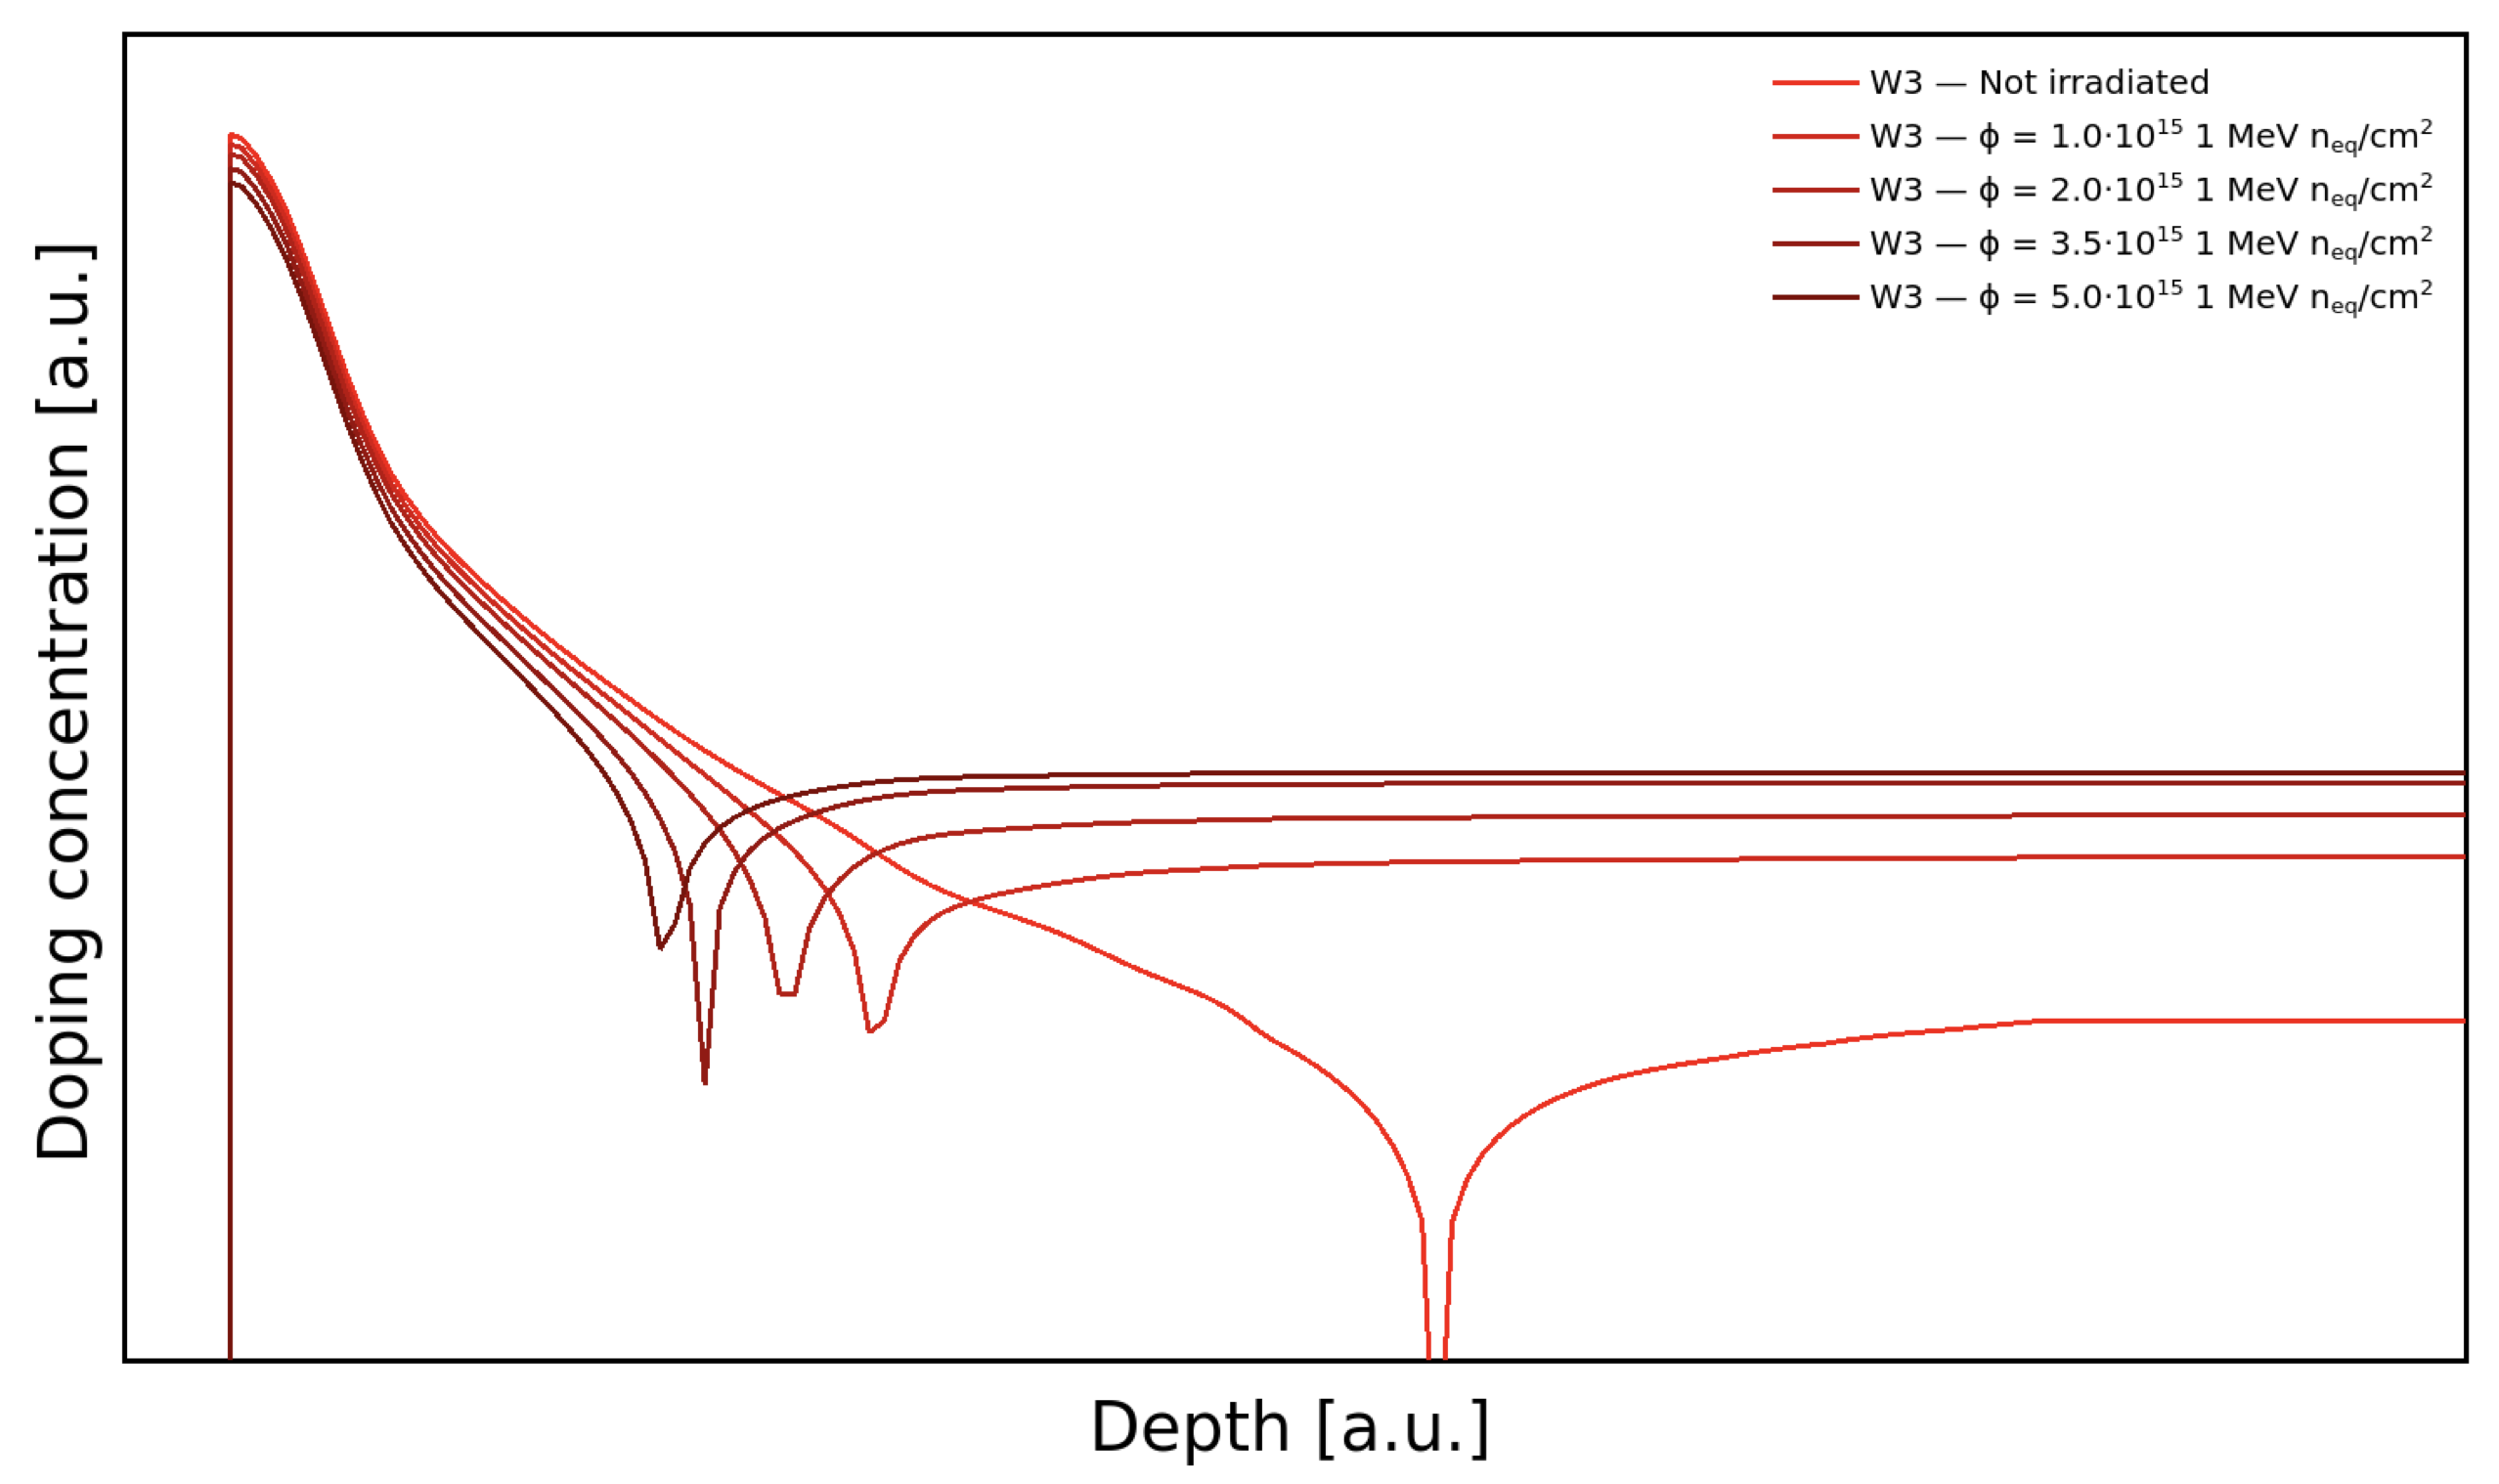 W3 — Not irradiated
W3 — ϕ = 1.0·10¹⁵ 1 MeV nₑq/cm²
W3 — ϕ = 2.0·10¹⁵ 1 MeV nₑq/cm²
W3 — ϕ = 3.5·10¹⁵ 1 MeV nₑq/cm²
W3 — ϕ = 5.0·10¹⁵ 1 MeV nₑq/cm²
Doping concentration [a.u.]
Depth [a.u.]